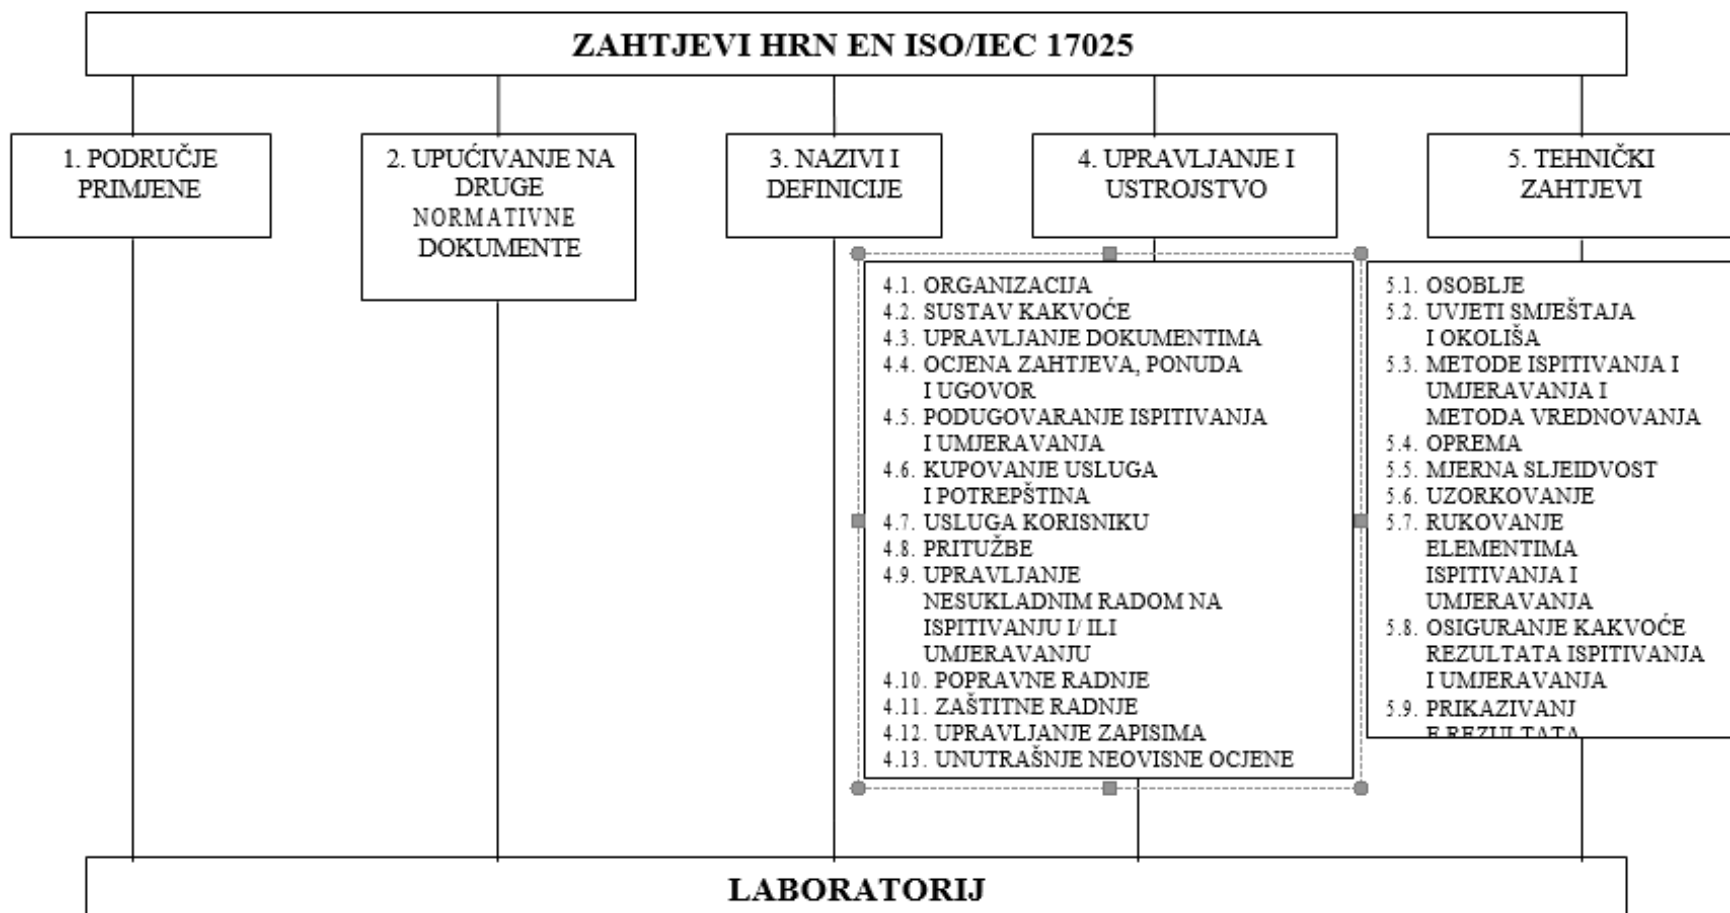 ZAHTJEVI HRN EN ISO/IEC 17025
1. PODRUČJE
PRIMJENE
2. UPUĆIVANJE NA
DRUGE
NORMATIVNE
DOKUMENTE
3. NAZIVI I
DEFINICIJE
4. UPRAVLJANJE I
USTROJSTVO
5. TEHNIČKI
ZAHTJEVI
4.1. ORGANIZACIJA
4.2. SUSTAV KAKVOĆE
4.3. UPRAVLJANJE DOKUMENTIMA
4.4. OCJENA ZAHTJEVA, PONUDA
I UGOVOR
4.5. PODUGOVARANJE ISPITIVANJA
I UMJERAVANJA
4.6. KUPOVANJE USLUGA
I POTREPŠTINA
4.7. USLUGA KORISNIKU
4.8. PRITUŽBE
4.9. UPRAVLJANJE
NESUKLADNIM RADOM NA
ISPITIVANJU I/ ILI
UMJERAVANJU
4.10. POPRAVNE RADNJE
4.11. ZAŠTITNE RADNJE
4.12. UPRAVLJANJE ZAPISIMA
4.13. UNUTRAŠNJE NEOVISNE OCJENE
5.1. OSOBLJE
5.2. UVJETI SMJEŠTAJA
I OKOLIŠA
5.3. METODE ISPITIVANJA I
UMJERAVANJA I
METODA VREDNOVANJA
5.4. OPREMA
5.5. MJERNA SLJEIDVOST
5.6. UZORKOVANJE
5.7. RUKOVANJE
ELEMENTIMA
ISPITIVANJA I
UMJERAVANJA
5.8. OSIGURANJE KAKVOĆE
REZULTATA ISPITIVANJA
I UMJERAVANJA
5.9. PRIKAZIVANJ
E REZULTATA
LABORATORIJ